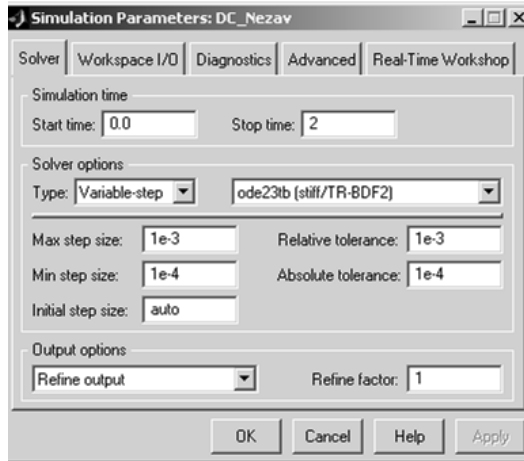 Simulation Parameters: DC_Nezav
Solver Workspace I/O Diagnostics Advanced Real-Time Workshop
Simulation time
Start time: 0.0 Stop time: 2
Solver options
Type: Variable-step ode23tb (stiff/TR-BDF2)
Max step size: 1e-3 Relative tolerance: 1e-3
Min step size: 1e-4 Absolute tolerance: 1e-4
Initial step size: auto
Output options
Refine output Refine factor: 1
OK Cancel Help Apply